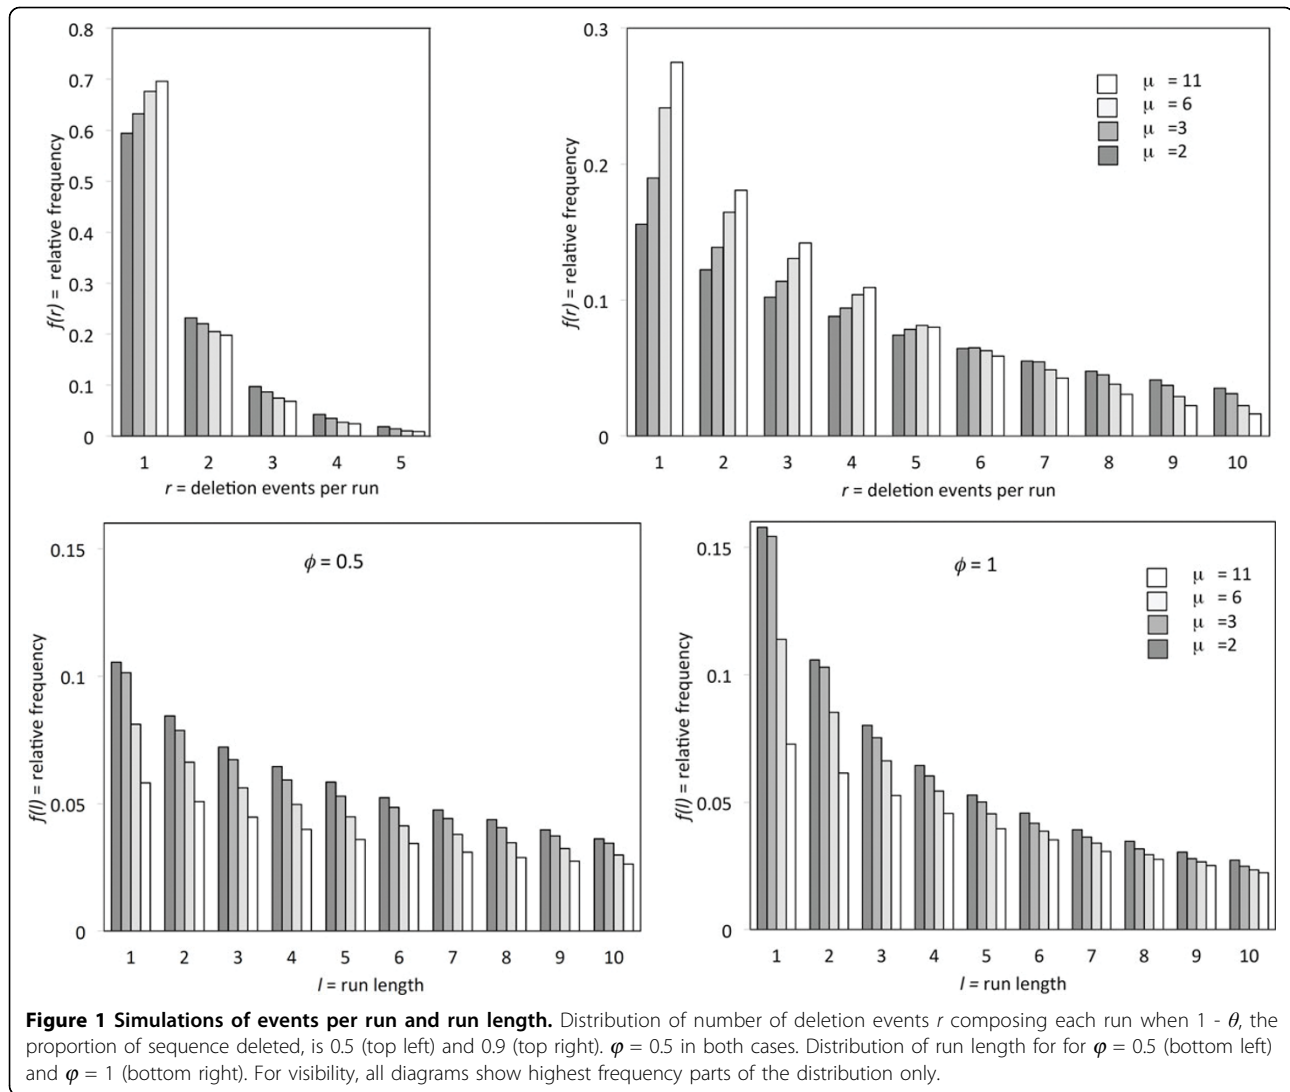 0.8
0.7
0.6
0.5
0.4
0.3
0.2
0.1
0
f(r) = relative frequency
1 2 3 4 5
r = deletion events per run
0.3
0.2
0.1
0
f(r) = relative frequency
μ = 11
μ = 6
μ =3
μ =2
1 2 3 4 5 6 7 8 9 10
r = deletion events per run
0.15
0.1
0.05
0
f(l) = relative frequency
ϕ = 0.5
1 2 3 4 5 6 7 8 9 10
l = run length
0.15
0.1
0.05
0
f(l) = relative frequency
ϕ = 1
μ = 11
μ = 6
μ =3
μ =2
1 2 3 4 5 6 7 8 9 10
l = run length
Figure 1 Simulations of events per run and run length. Distribution of number of deletion events r composing each run when 1 - θ, the
proportion of sequence deleted, is 0.5 (top left) and 0.9 (top right). φ = 0.5 in both cases. Distribution of run length for for φ = 0.5 (bottom left)
and φ = 1 (bottom right). For visibility, all diagrams show highest frequency parts of the distribution only.